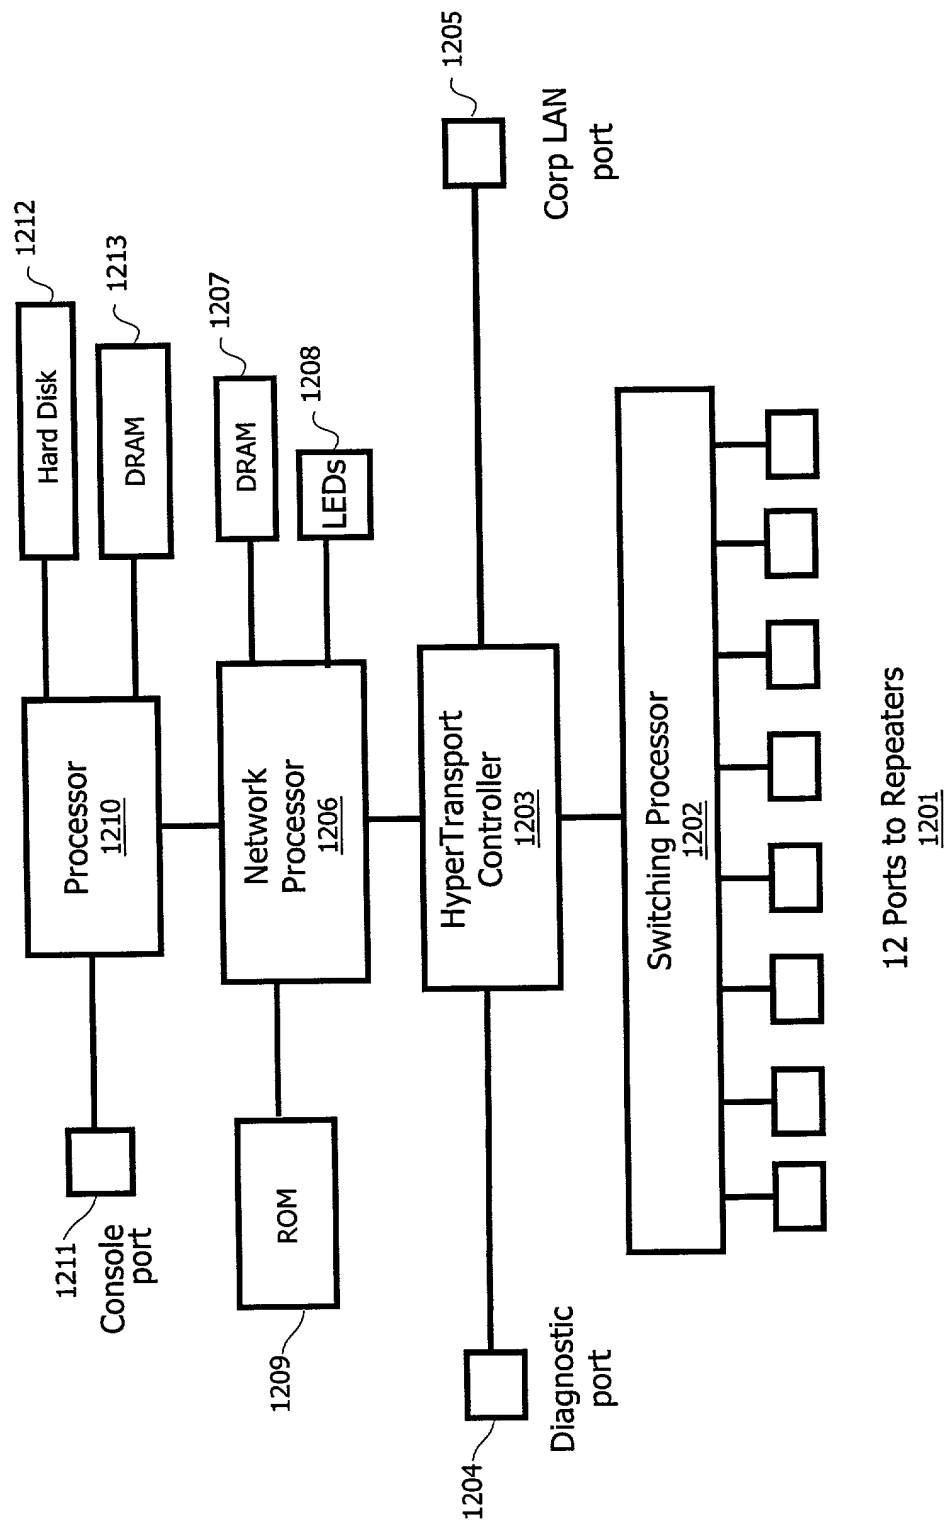 1212
Hard Disk
1213
DRAM
Processor
1210
1211
Console
port
1207
DRAM
1208
LEDs
Network
Processor
1206
ROM
1209
1205
Corp LAN
port
HyperTransport
Controller
1203
1204
Diagnostic
port
Switching Processor
1202
12 Ports to Repeaters
1201